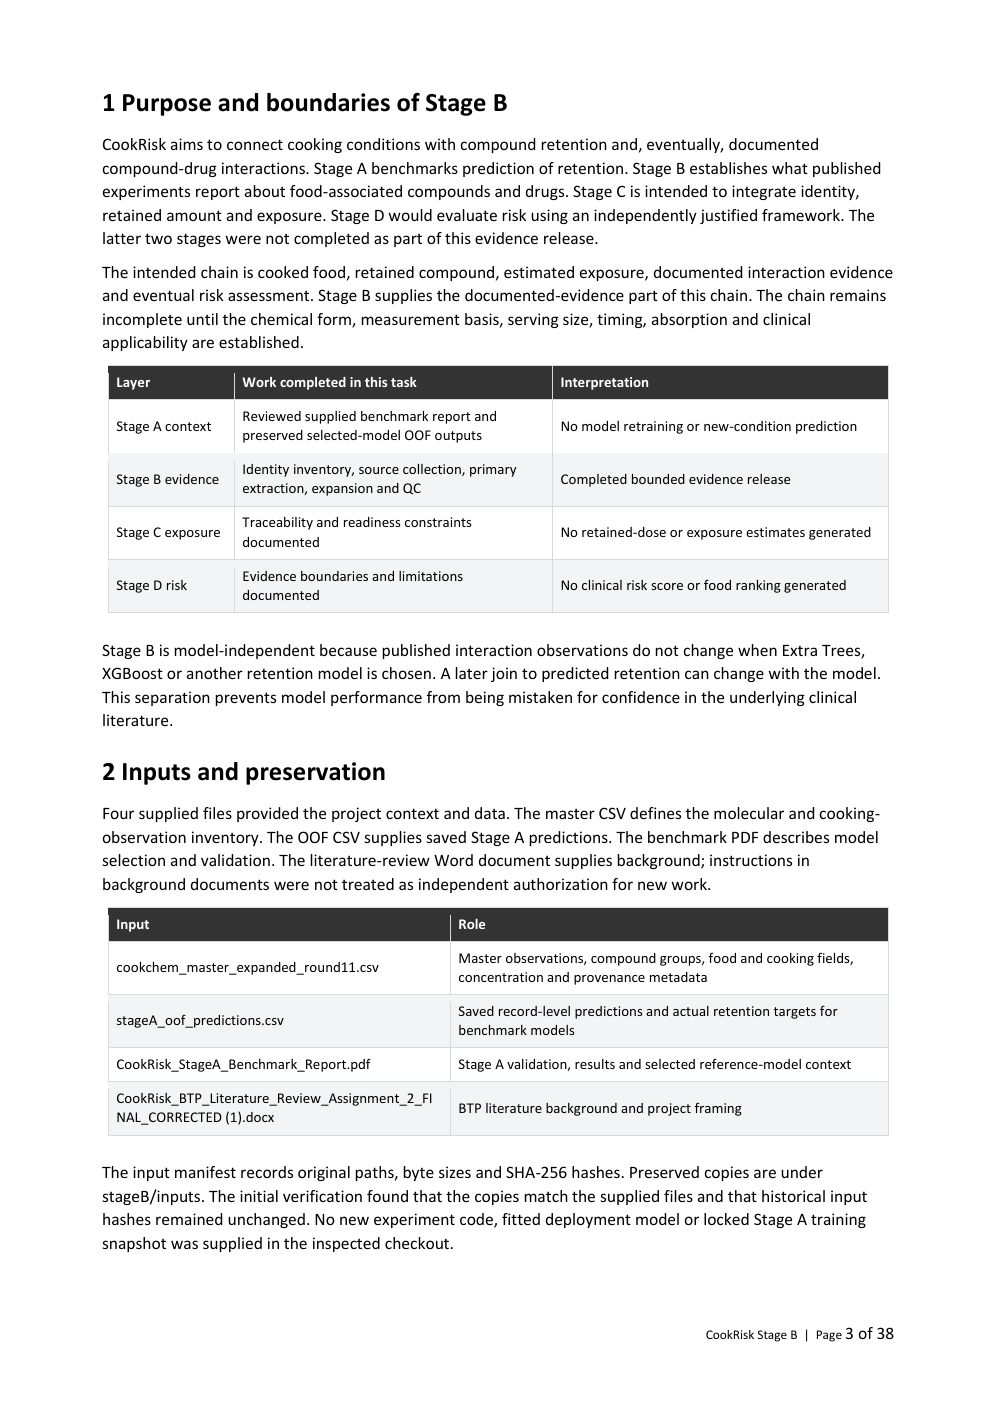 1 Purpose and boundaries of Stage B
CookRisk aims to connect cooking conditions with compound retention and, eventually, documented
compound-drug interactions. Stage A benchmarks prediction of retention. Stage B establishes what published
experiments report about food-associated compounds and drugs. Stage C is intended to integrate identity,
retained amount and exposure. Stage D would evaluate risk using an independently justified framework. The
latter two stages were not completed as part of this evidence release.
The intended chain is cooked food, retained compound, estimated exposure, documented interaction evidence
and eventual risk assessment. Stage B supplies the documented-evidence part of this chain. The chain remains
incomplete until the chemical form, measurement basis, serving size, timing, absorption and clinical
applicability are established.
Layer Work completed in this task Interpretation
Stage A context Reviewed supplied benchmark report and
preserved selected-model OOF outputs No model retraining or new-condition prediction
Stage B evidence Identity inventory, source collection, primary
extraction, expansion and QC Completed bounded evidence release
Stage C exposure Traceability and readiness constraints
documented No retained-dose or exposure estimates generated
Stage D risk Evidence boundaries and limitations
documented No clinical risk score or food ranking generated
Stage B is model-independent because published interaction observations do not change when Extra Trees,
XGBoost or another retention model is chosen. A later join to predicted retention can change with the model.
This separation prevents model performance from being mistaken for confidence in the underlying clinical
literature.
2 Inputs and preservation
Four supplied files provided the project context and data. The master CSV defines the molecular and cooking-
observation inventory. The OOF CSV supplies saved Stage A predictions. The benchmark PDF describes model
selection and validation. The literature-review Word document supplies background; instructions in
background documents were not treated as independent authorization for new work.
Input Role
cookchem_master_expanded_round11.csv Master observations, compound groups, food and cooking fields,
concentration and provenance metadata
stageA_oof_predictions.csv Saved record-level predictions and actual retention targets for
benchmark models
CookRisk_StageA_Benchmark_Report.pdf Stage A validation, results and selected reference-model context
CookRisk_BTP_Literature_Review_Assignment_2_FI
NAL_CORRECTED (1).docx BTP literature background and project framing
The input manifest records original paths, byte sizes and SHA-256 hashes. Preserved copies are under
stageB/inputs. The initial verification found that the copies match the supplied files and that historical input
hashes remained unchanged. No new experiment code, fitted deployment model or locked Stage A training
snapshot was supplied in the inspected checkout.
CookRisk Stage B | Page 3 of 38